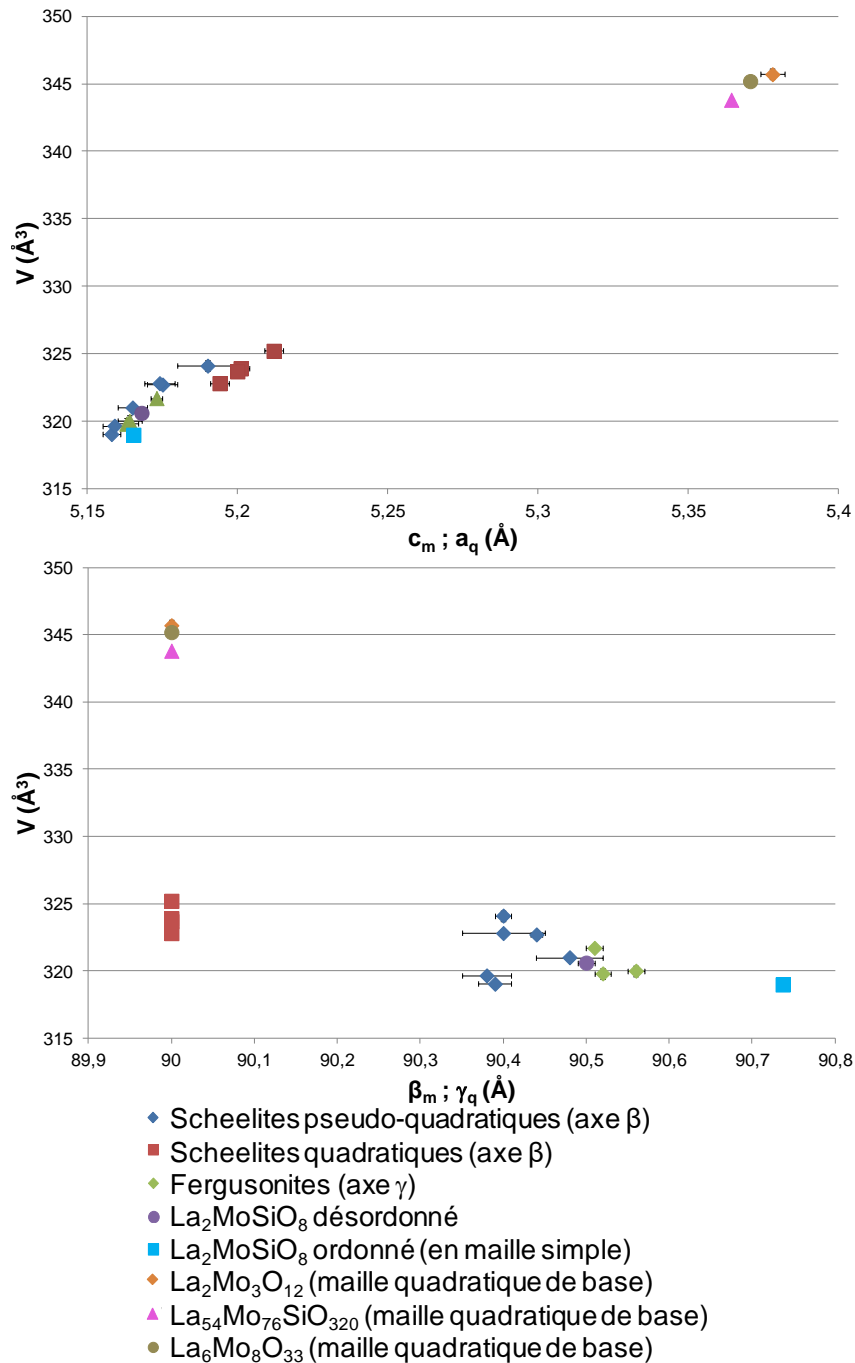 350
345
340
335
330
325
320
315
V (Å³)
5,15 5,2 5,25 5,3 5,35 5,4
c_m ; a_q (Å)
350
345
340
335
330
325
320
315
V (Å³)
89,9 90 90,1 90,2 90,3 90,4 90,5 90,6 90,7 90,8
β_m ; γ_q (Å)
Scheelites pseudo-quadratiques (axe β)
Scheelites quadratiques (axe β)
Fergusonites (axe γ)
La₂MoSiO₈ désordonné
La₂MoSiO₈ ordonné (en maille simple)
La₂Mo₃O₁₂ (maille quadratique de base)
La₅₄Mo₇₆SiO₃₂₀ (maille quadratique de base)
La₆Mo₈O₃₃ (maille quadratique de base)